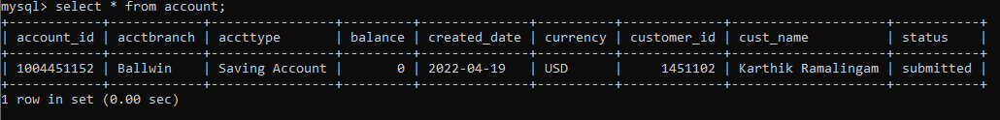 mysql> select * from account;
+------------+------------+----------------+---------+--------------+----------+-------------+--------------------+-----------+
| account_id | acctbranch | accttype       | balance | created_date | currency | customer_id | cust_name          | status    |
+------------+------------+----------------+---------+--------------+----------+-------------+--------------------+-----------+
| 1004451152 | Ballwin    | Saving Account |       0 | 2022-04-19   | USD      |     1451102 | Karthik Ramalingam | submitted |
+------------+------------+----------------+---------+--------------+----------+-------------+--------------------+-----------+
1 row in set (0.00 sec)